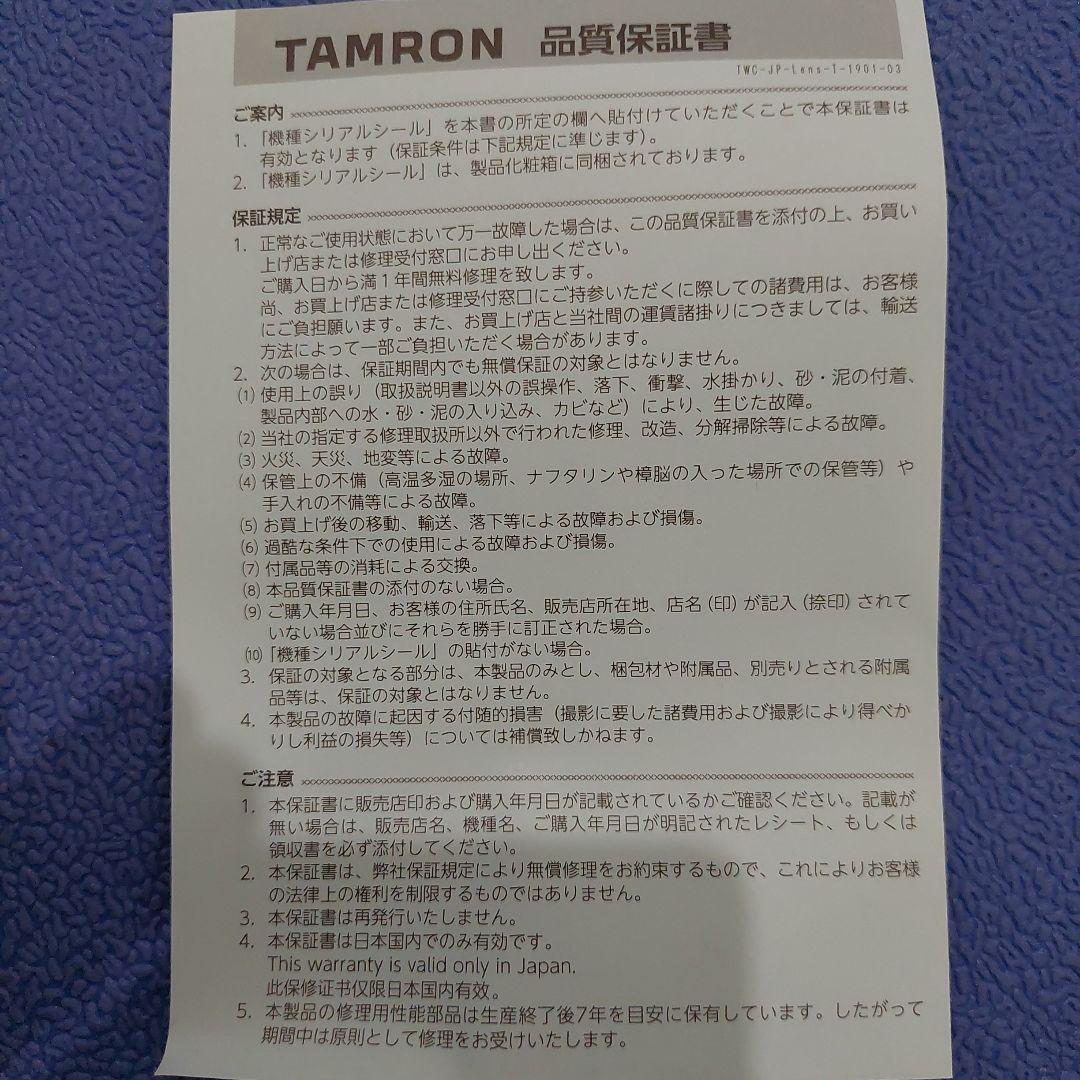 TAMRON 品質保証書
TWC-JP-Lens-T-1901-03
ご案内
1. 「機種シリアルシール」を本書の所定の欄へ貼付けていただくことで本保証書は
有効となります（保証条件は下記規定に準じます）。
2. 「機種シリアルシール」は、製品化粧箱に同梱されております。
保証規定
1. 正常なご使用状態において万一故障した場合は、この品質保証書を添付の上、お買い
上げ店または修理受付窓口にお申し出ください。
ご購入日から満1年間無料修理を致します。
尚、お買上げ店または修理受付窓口にご持参いただくに際しての諸費用は、お客様
にご負担願います。また、お買上げ店と当社間の運賃諸掛りにつきましては、輸送
方法によって一部ご負担いただく場合があります。
2. 次の場合は、保証期間内でも無償保証の対象とはなりません。
(1) 使用上の誤り（取扱説明書以外の誤操作、落下、衝撃、水掛かり、砂・泥の付着、
製品内部への水・砂・泥の入り込み、カビなど）により、生じた故障。
(2) 当社の指定する修理取扱所以外で行われた修理、改造、分解掃除等による故障。
(3) 火災、天災、地変等による故障。
(4) 保管上の不備（高温多湿の場所、ナフタリンや樟脳の入った場所での保管等）や
手入れの不備等による故障。
(5) お買上げ後の移動、輸送、落下等による故障および損傷。
(6) 過酷な条件下での使用による故障および損傷。
(7) 付属品等の消耗による交換。
(8) 本品質保証書の添付のない場合。
(9) ご購入年月日、お客様の住所氏名、販売店所在地、店名（印）が記入（捺印）されて
いない場合並びにそれらを勝手に訂正された場合。
(10) 「機種シリアルシール」の貼付がない場合。
3. 保証の対象となる部分は、本製品のみとし、梱包材や附属品、別売りとされる附属
品等は、保証の対象とはなりません。
4. 本製品の故障に起因する付随的損害（撮影に要した諸費用および撮影により得べか
りし利益の損失等）については補償致しかねます。
ご注意
1. 本保証書に販売店印および購入年月日が記載されているかご確認ください。記載が
無い場合は、販売店名、機種名、ご購入年月日が明記されたレシート、もしくは
領収書を必ず添付してください。
2. 本保証書は、弊社保証規定により無償修理をお約束するもので、これによりお客様
の法律上の権利を制限するものではありません。
3. 本保証書は再発行いたしません。
4. 本保証書は日本国内でのみ有効です。
This warranty is valid only in Japan.
此保修证书仅限日本国内有效。
5. 本製品の修理用性能部品は生産終了後7年を目安に保有しています。したがって
期間中は原則として修理をお受けいたします。